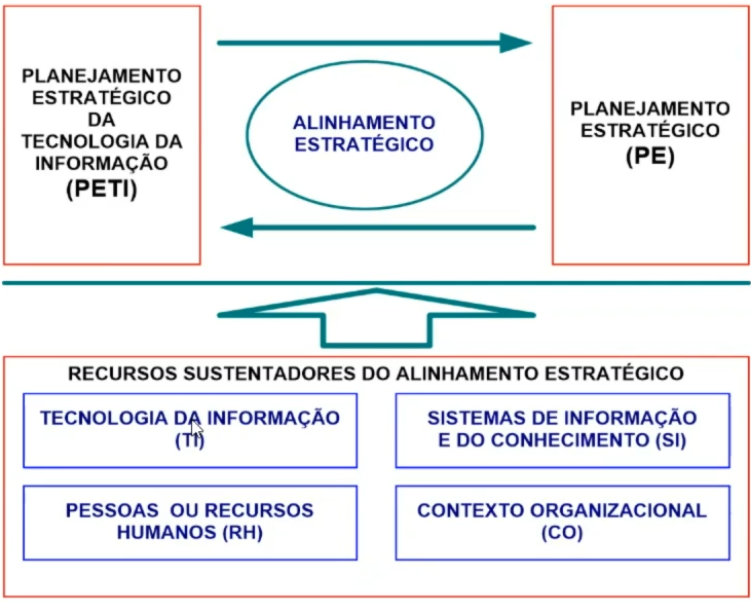 PLANEJAMENTO
ESTRATÉGICO
DA
TECNOLOGIA DA
INFORMAÇÃO
(PETI)
ALINHAMENTO
ESTRATÉGICO
PLANEJAMENTO
ESTRATÉGICO
(PE)
RECURSOS SUSTENTADORES DO ALINHAMENTO ESTRATÉGICO
TECNOLOGIA DA INFORMAÇÃO
(TI)
SISTEMAS DE INFORMAÇÃO
E DO CONHECIMENTO (SI)
PESSOAS OU RECURSOS
HUMANOS (RH)
CONTEXTO ORGANIZACIONAL
(CO)